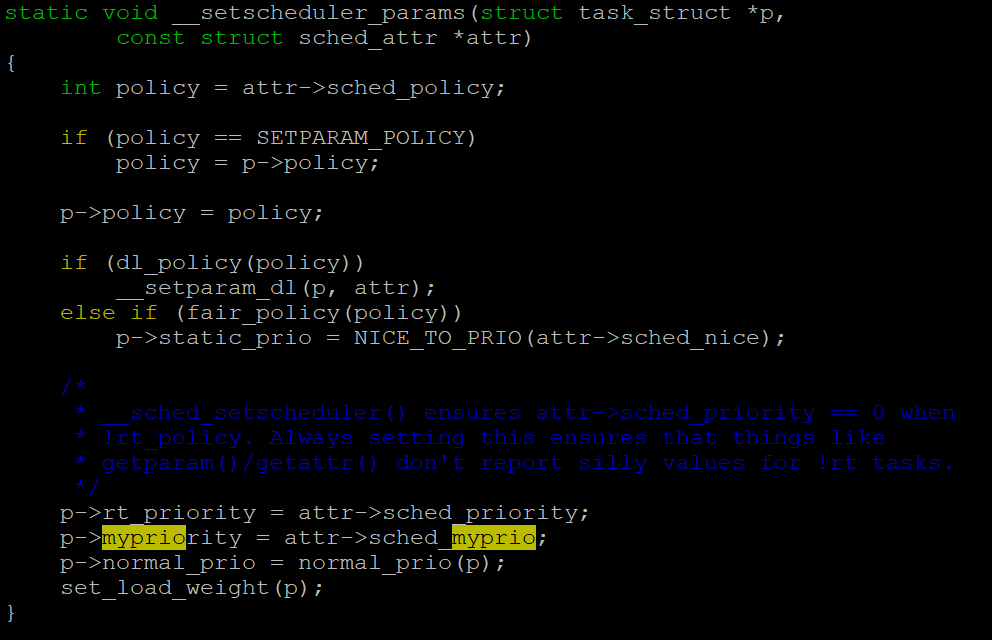 static void __setscheduler_params(struct task_struct *p,
        const struct sched_attr *attr)
{
    int policy = attr->sched_policy;

    if (policy == SETPARAM_POLICY)
        policy = p->policy;

    p->policy = policy;

    if (dl_policy(policy))
        __setparam_dl(p, attr);
    else if (fair_policy(policy))
        p->static_prio = NICE_TO_PRIO(attr->sched_nice);

    /*
     * __sched_setscheduler() ensures attr->sched_priority == 0 when
     * !rt_policy. Always setting this ensures that things like
     * getparam()/getattr() don't report silly values for !rt tasks.
     */
    p->rt_priority = attr->sched_priority;
    p->mypriority = attr->sched_myprio;
    p->normal_prio = normal_prio(p);
    set_load_weight(p);
}